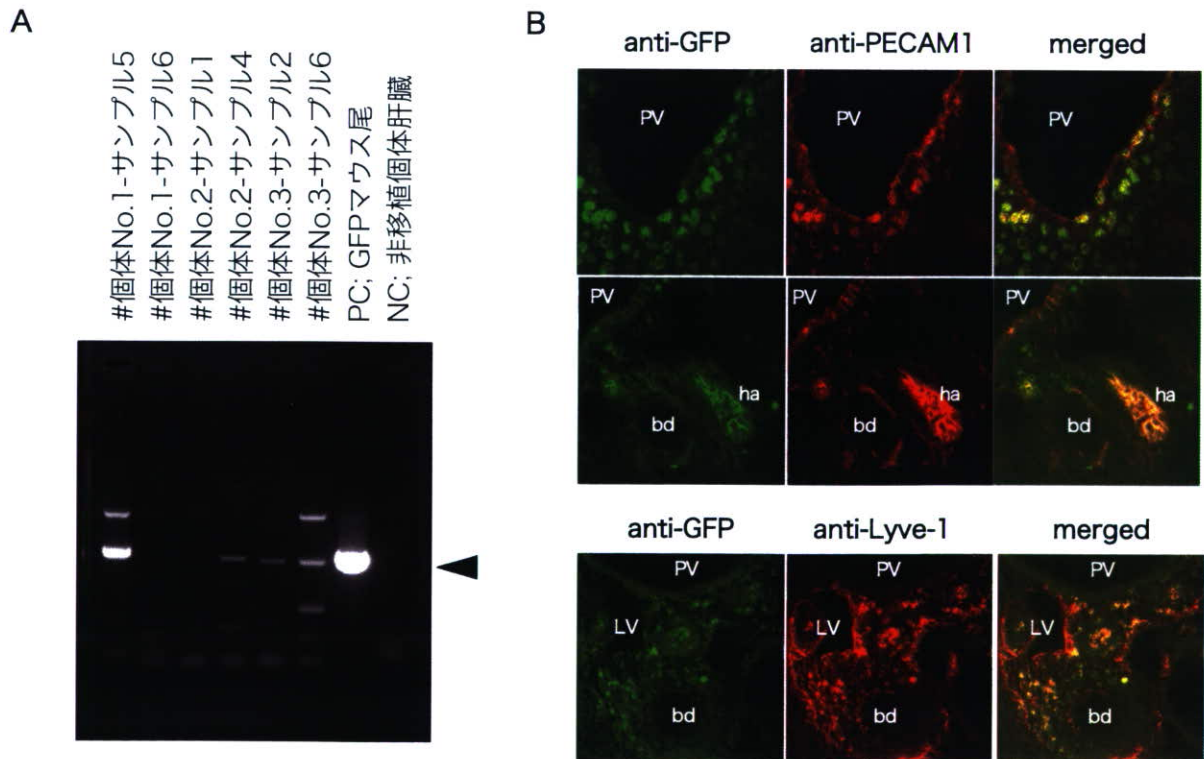 A
#個体No.1-サンプル5
#個体No.1-サンプル6
#個体No.2-サンプル1
#個体No.2-サンプル4
#個体No.3-サンプル2
#個体No.3-サンプル6
PC; GFPマウス尾
NC; 非移植個体肝臓
B
anti-GFP anti-PECAM1 merged
PV PV PV
PV PV PV
ha ha ha
bd bd bd
anti-GFP anti-Lyve-1 merged
PV PV PV
LV LV LV
bd bd bd